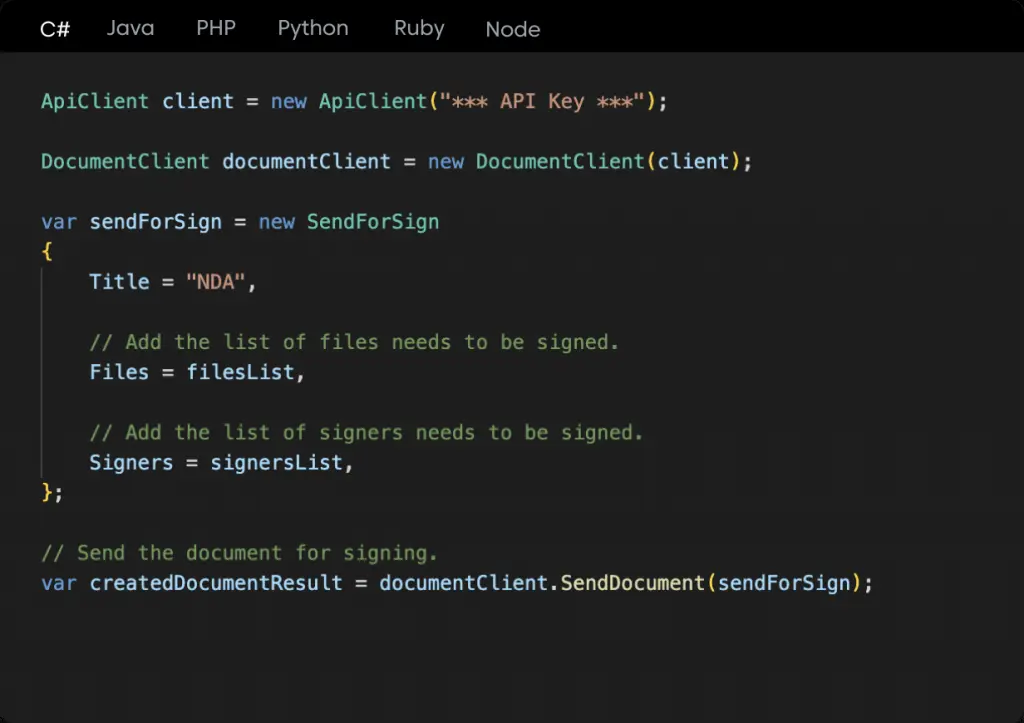 C# Java PHP Python Ruby Node
ApiClient client = new ApiClient("*** API Key ***");
DocumentClient documentClient = new DocumentClient(client);
var sendForSign = new SendForSign
{
Title = "NDA",
// Add the list of files needs to be signed.
Files = filesList,
// Add the list of signers needs to be signed.
Signers = signersList,
};
// Send the document for signing.
var createdDocumentResult = documentClient.SendDocument(sendForSign);